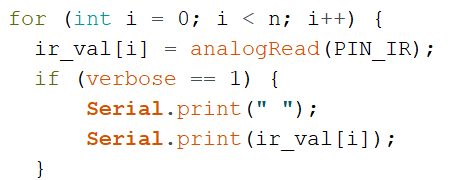 for (int i = 0; i < n; i++) {
  ir_val[i] = analogRead(PIN_IR);
  if (verbose == 1) {
      Serial.print(" ");
      Serial.print(ir_val[i]);
  }